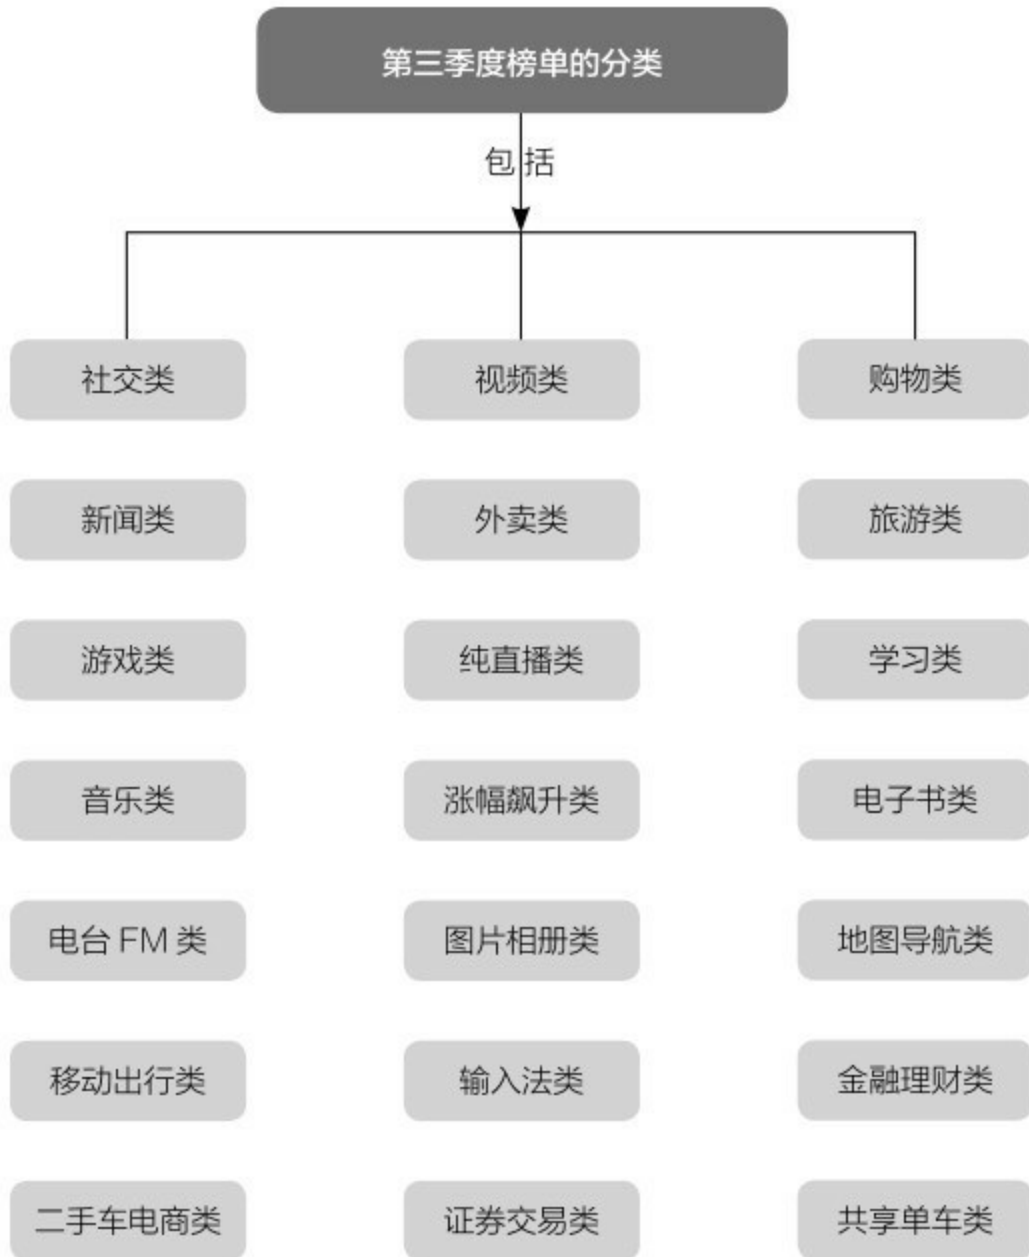 第三季度榜单的分类
包括
社交类
视频类
购物类
新闻类
外卖类
旅游类
游戏类
纯直播类
学习类
音乐类
涨幅飙升类
电子书类
电台 FM 类
图片相册类
地图导航类
移动出行类
输入法类
金融理财类
二手车电商类
证券交易类
共享单车类